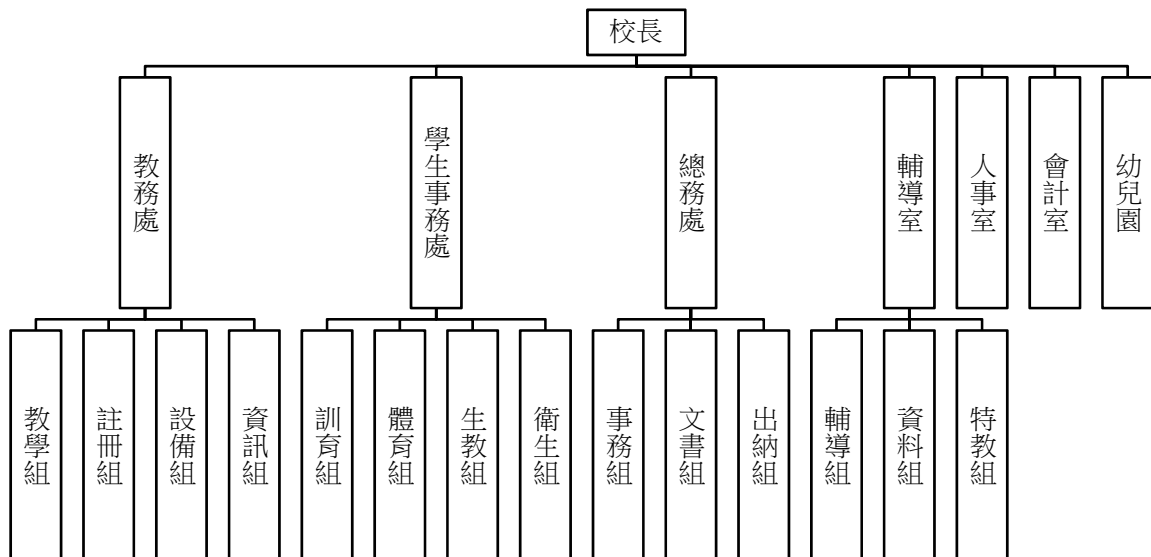 校長
教務處
學生事務處
總務處
輔導室
人事室
會計室
幼兒園
教學組
註冊組
設備組
資訊組
訓育組
體育組
生教組
衛生組
事務組
文書組
出納組
輔導組
資料組
特教組